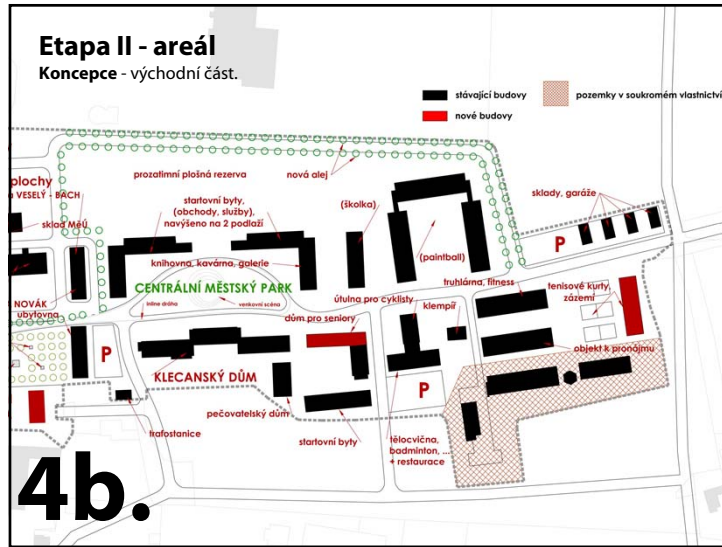 Etapa II - areál
Koncepce - východní část.
stávající budovy
pozemky v soukromém vlastnictví
nové budovy
prozatimní plošná rezerva
nová alej
plochy
VESELÝ - BACH
startovní byty,
(obchody, služby),
navýšeno na 2 podlaží
(školka)
sklady, garáže
sklad MěÚ
P
(paintball)
knihovna, kavárna, galerie
CENTRÁLNÍ MĚSTSKÝ PARK
truhlárna, fitness
tenisové kurty,
zázemí
NOVÁK
ubytovna
inline dráha
venkovní scéna
útulna pro cyklisty
klempíř
dům pro seniory
P
KLECANSKÝ DŮM
objekt k pronájmu
P
pečovatelský dům
trafostanice
startovní byty
tělocvična,
badminton, ...
+ restaurace
4b.